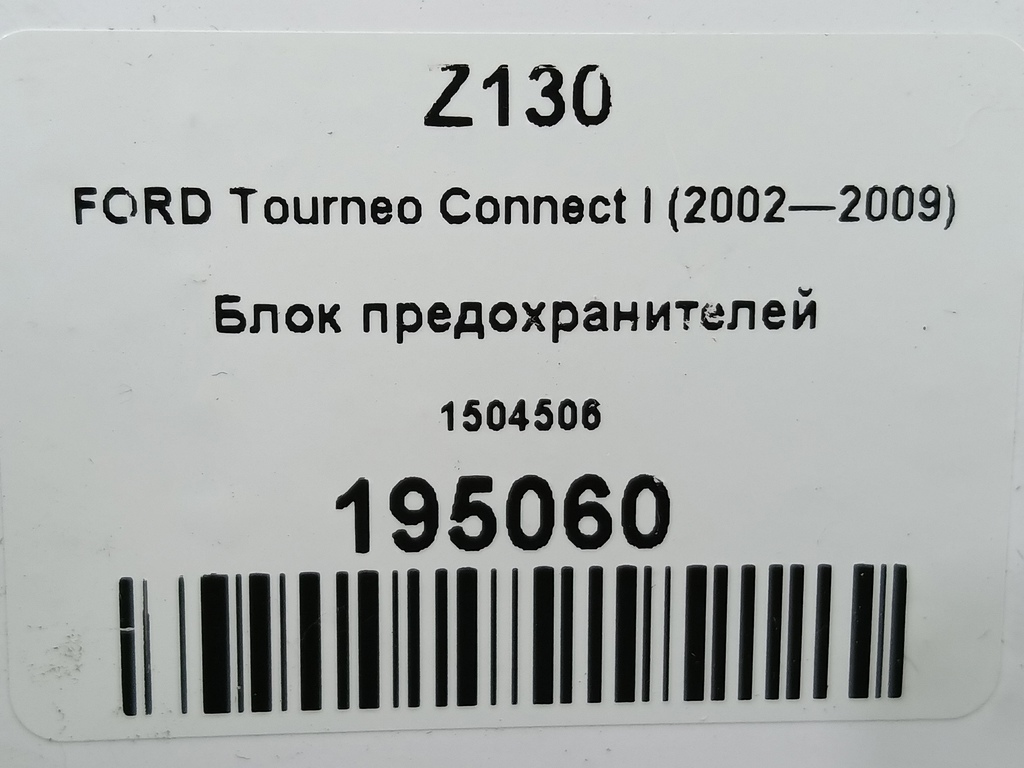 Z130
FORD Tourneo Connect I (2002—2009)
Блок предохранителей
1504506
195060